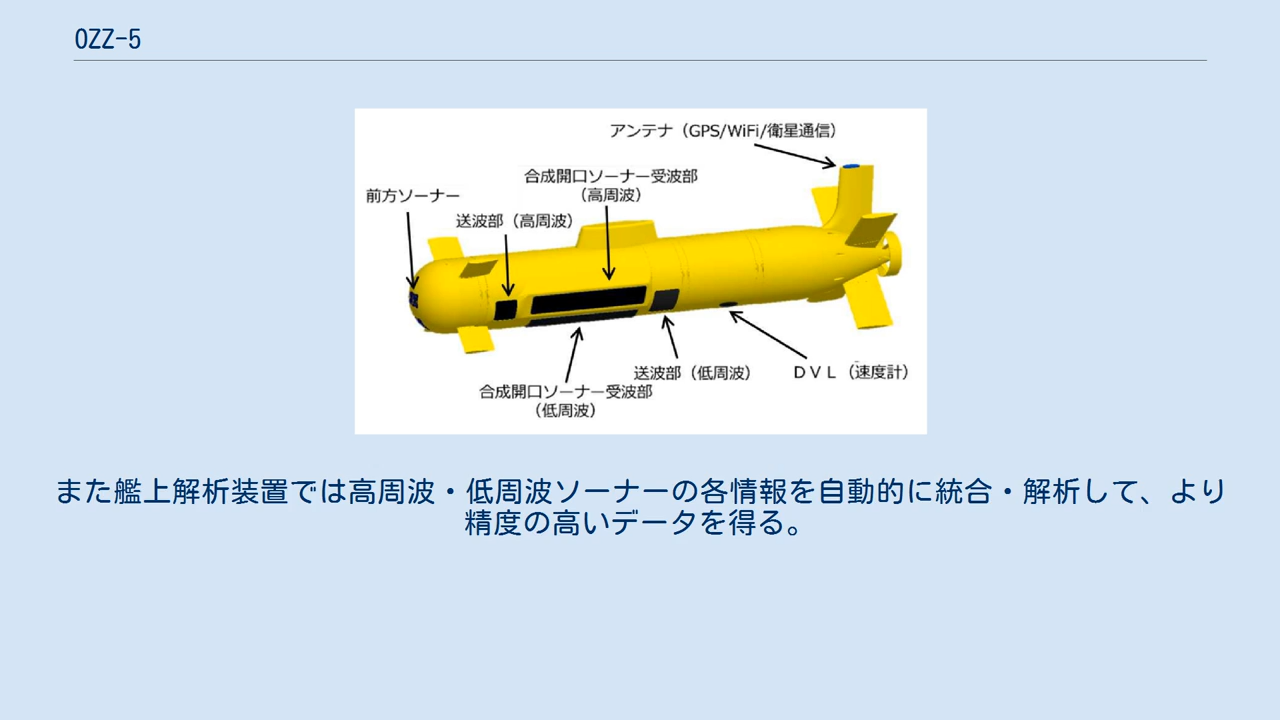 OZZ-5
アンテナ（GPS/WiFi/衛星通信）
合成開口ソーナー受波部
（高周波）
前方ソーナー
送波部（高周波）
送波部（低周波）
ＤＶＬ（速度計）
合成開口ソーナー受波部
（低周波）
また艦上解析装置では高周波・低周波ソーナーの各情報を自動的に統合・解析して、より
精度の高いデータを得る。